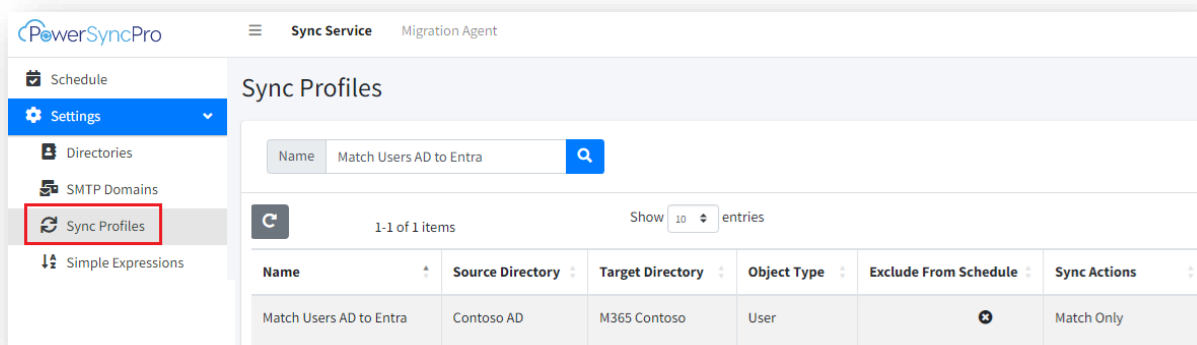 PowerSyncPro
Sync Service Migration Agent
Schedule
Settings
Directories
SMTP Domains
Sync Profiles
Simple Expressions
Sync Profiles
Name Match Users AD to Entra
1-1 of 1 items Show 10 entries
Name Source Directory Target Directory Object Type Exclude From Schedule Sync Actions
Match Users AD to Entra Contoso AD M365 Contoso User Match Only